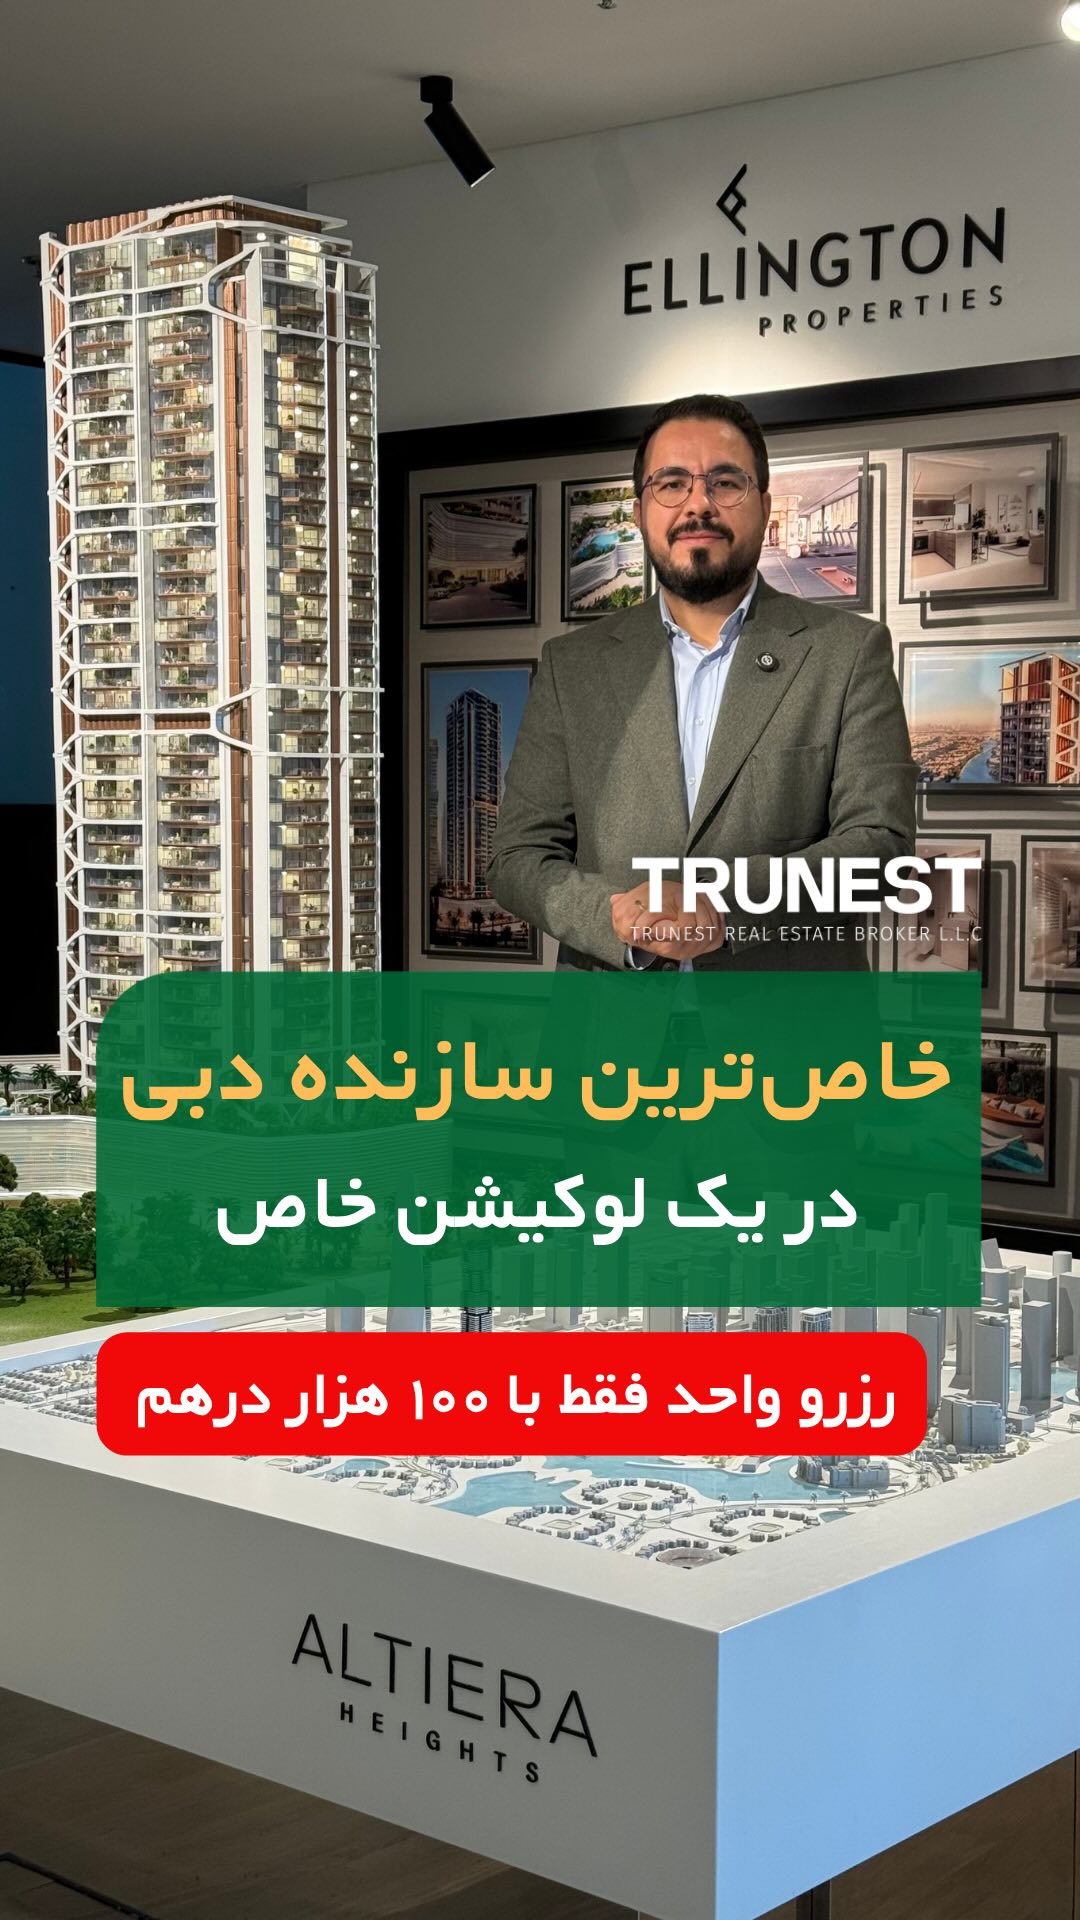 ELLINGTON
PROPERTIES
TRUNEST
TRUNEST REAL ESTATE BROKER L.L.C
خاص‌ترین سازنده دبی
در یک لوکیشن خاص
رزرو واحد فقط با ۱۰۰ هزار درهم
ALTIERA
HEIGHTS